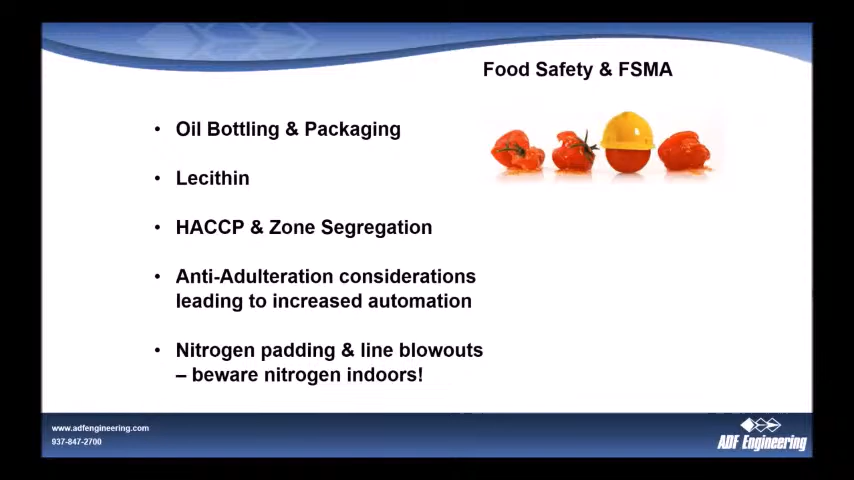 Food Safety & FSMA
• Oil Bottling & Packaging
• Lecithin
• HACCP & Zone Segregation
• Anti-Adulteration considerations
leading to increased automation
• Nitrogen padding & line blowouts
– beware nitrogen indoors!
www.adfengineering.com
937-847-2700
ADF Engineering